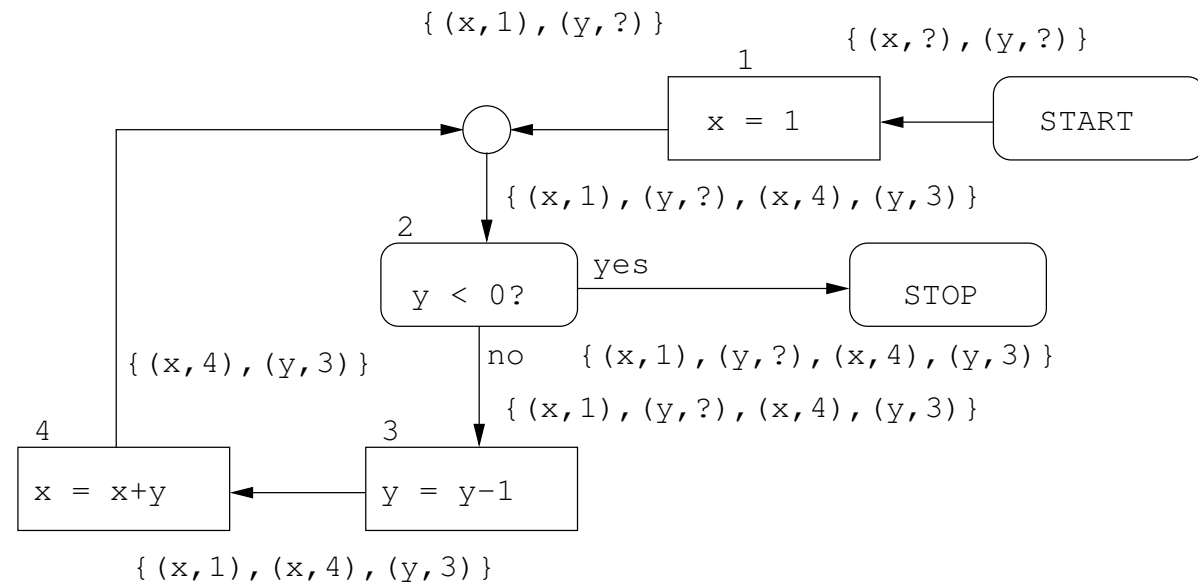 {(x,1),(y,?)}
{(x,?),(y,?)}
1
x = 1
START
{(x,1),(y,?),(x,4),(y,3)}
2
yes
y < 0?
STOP
{(x,4),(y,3)}
no
{(x,1),(y,?),(x,4),(y,3)}
{(x,1),(y,?),(x,4),(y,3)}
4
3
x = x+y
y = y-1
{(x,1),(x,4),(y,3)}